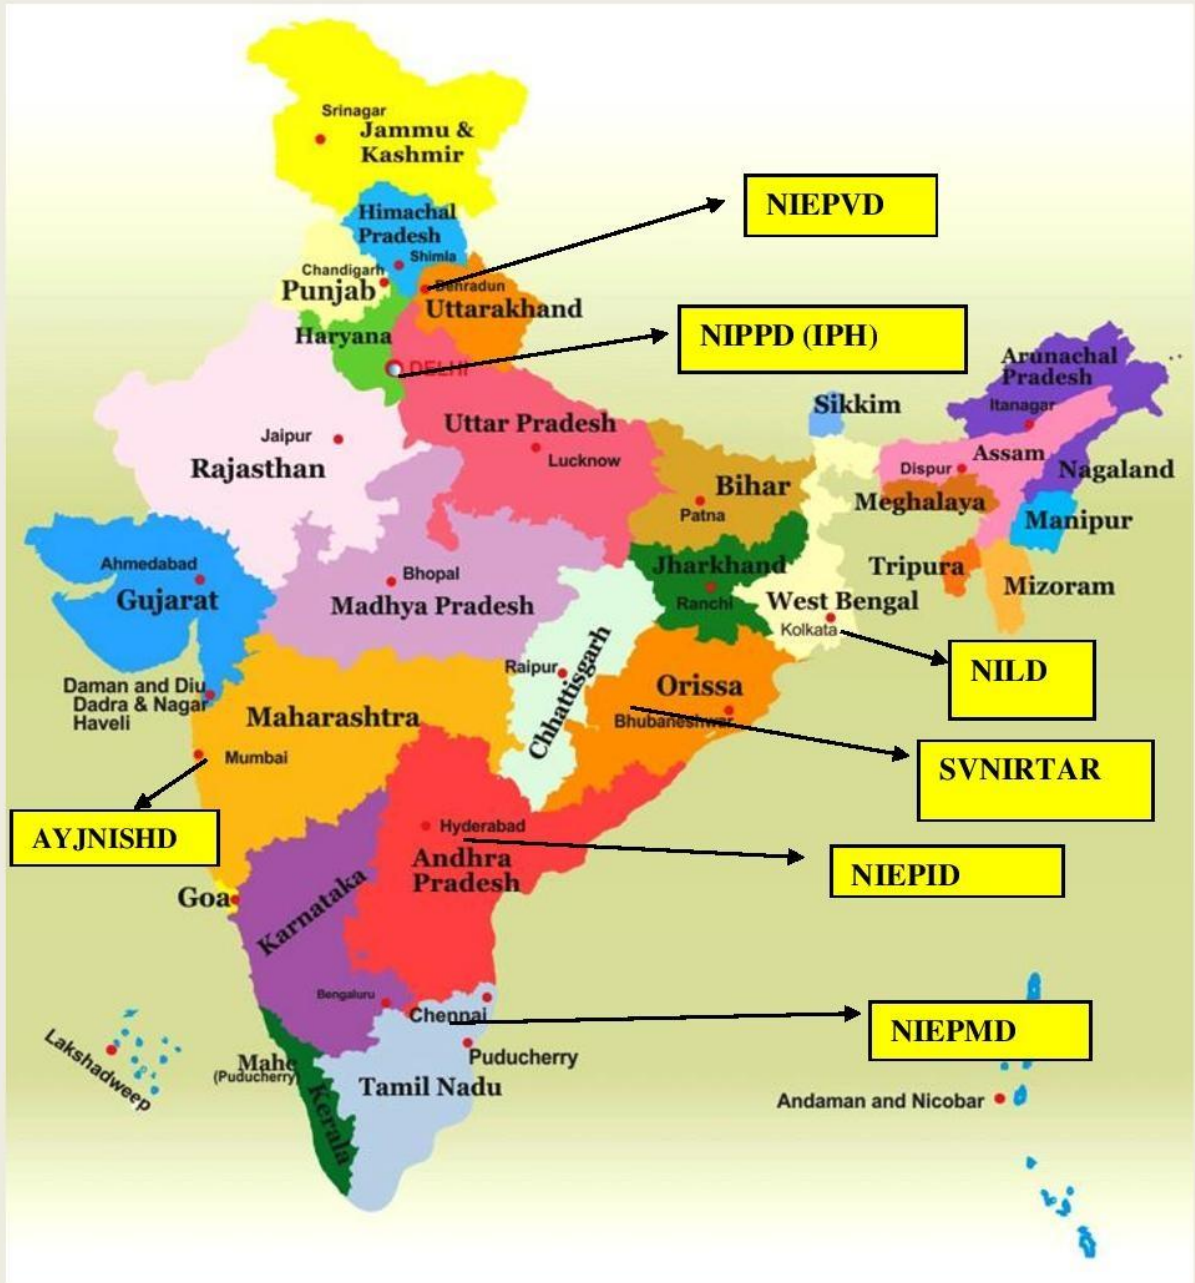 Srinagar
Jammu &
Kashmir
NIEPVD
Himachal
Pradesh
Shimla
Chandigarh
Punjab
Dehradun
Uttarakhand
NIPPD (IPH)
Haryana
DELHI
Arunachal
Pradesh
Itanagar
Sikkim
Uttar Pradesh
Lucknow
Jaipur
Rajasthan
Assam
Dispur
Nagaland
Bihar
Patna
Meghalaya
Manipur
Ahmedabad
Gujarat
Bhopal
Madhya Pradesh
Jharkhand
Ranchi
Tripura
Mizoram
West Bengal
Kolkata
NILD
Raipur
Chhattisgarh
Orissa
Bhubaneshwar
Daman and Diu
Dadra & Nagar
Haveli
Maharashtra
Mumbai
SVNIRTAR
AYJNISHD
Hyderabad
Andhra
Pradesh
NIEPID
Goa
Karnataka
Bengaluru
Chennai
NIEPMD
Lakshadweep
Mahe
(Puducherry)
Puducherry
Kerala
Tamil Nadu
Andaman and Nicobar